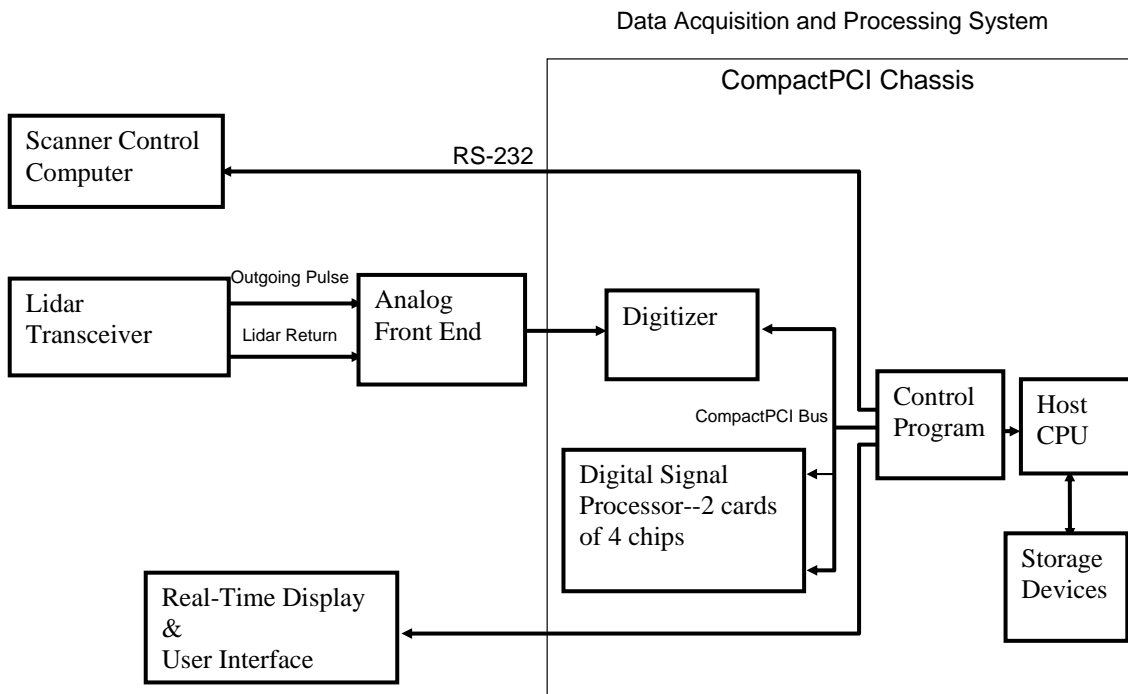 Data Acquisition and Processing System
CompactPCI Chassis
Scanner Control
Computer
RS-232
Lidar
Transceiver
Outgoing Pulse
Lidar Return
Analog
Front End
Digitizer
CompactPCI Bus
Control
Program
Host
CPU
Digital Signal
Processor--2 cards
of 4 chips
Storage
Devices
Real-Time Display
&
User Interface